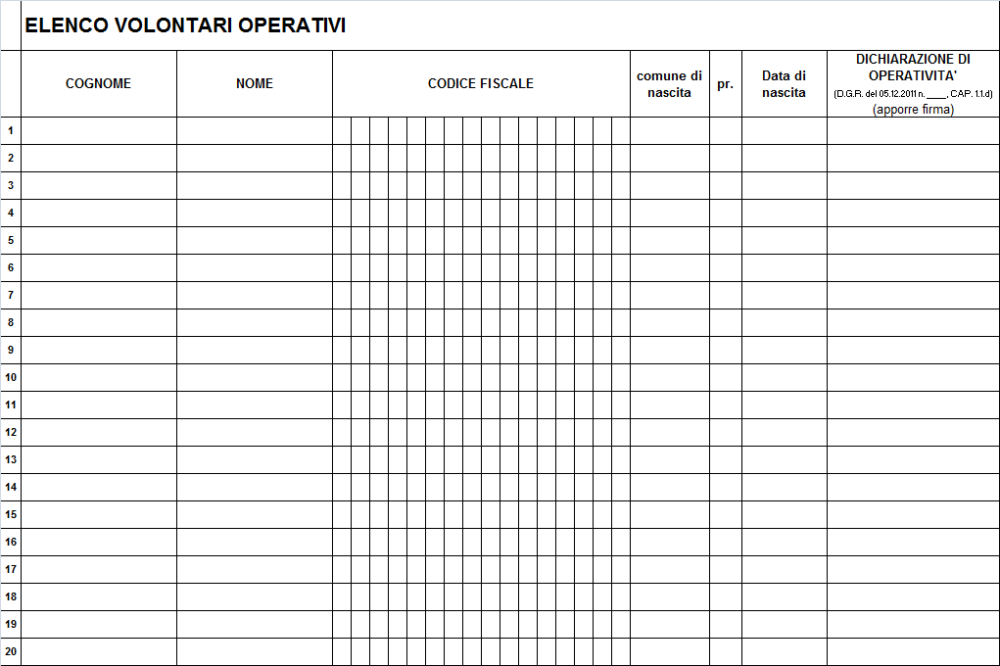 ELENCO VOLONTARI OPERATIVI
COGNOME
NOME
CODICE FISCALE
comune di
nascita
pr.
Data di
nascita
DICHIARAZIONE DI
OPERATIVITA'
(D.G.R. del 05.12.2011 n. ____, CAP. 1.1.d)
(apporre firma)
1
2
3
4
5
6
7
8
9
10
11
12
13
14
15
16
17
18
19
20